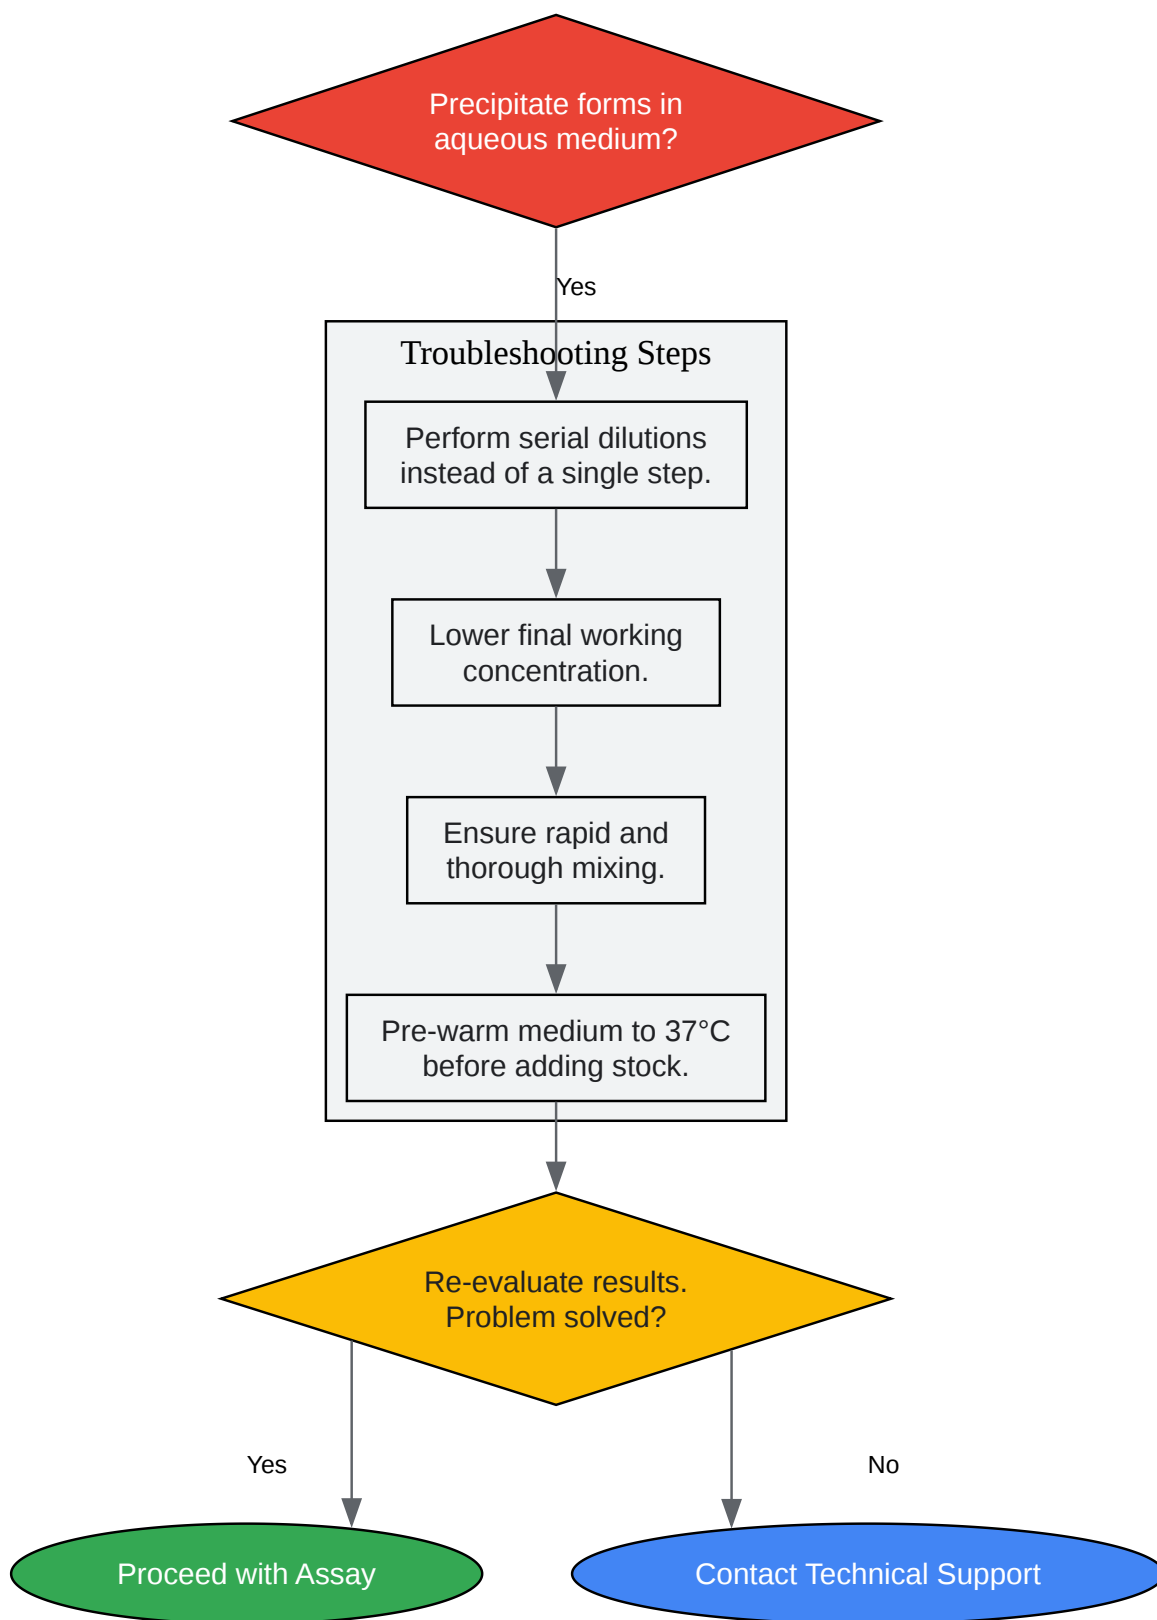 Precipitate forms in
aqueous medium?
Yes
Troubleshooting Steps
Perform serial dilutions
instead of a single step.
Lower final working
concentration.
Ensure rapid and
thorough mixing.
Pre-warm medium to 37°C
before adding stock.
Re-evaluate results.
Problem solved?
Yes
No
Proceed with Assay
Contact Technical Support